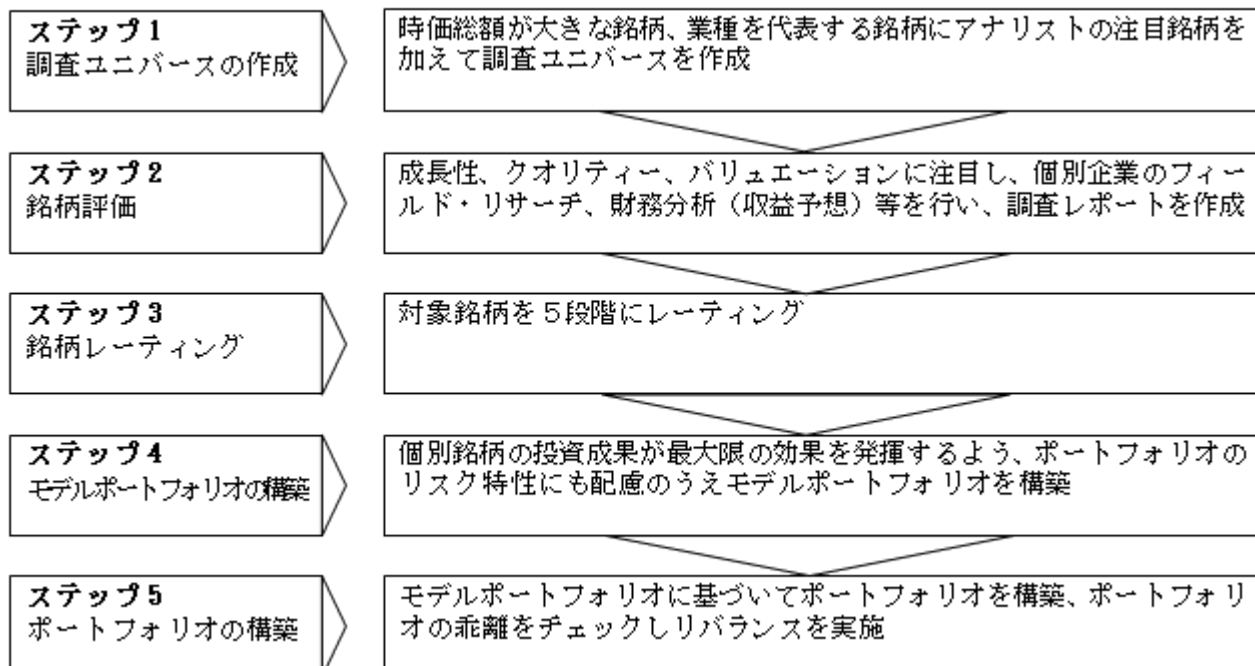 ステップ1
調査ユニバースの作成
時価総額が大きな銘柄、業種を代表する銘柄にアナリストの注目銘柄を
加えて調査ユニバースを作成
ステップ2
銘柄評価
成長性、クオリティー、バリュエーションに注目し、個別企業のフィー
ルド・リサーチ、財務分析（収益予想）等を行い、調査レポートを作成
ステップ3
銘柄レーティング
対象銘柄を５段階にレーティング
ステップ4
モデルポートフォリオの構築
個別銘柄の投資成果が最大限の効果を発揮するよう、ポートフォリオの
リスク特性にも配慮のうえモデルポートフォリオを構築
ステップ5
ポートフォリオの構築
モデルポートフォリオに基づいてポートフォリオを構築、ポートフォリ
オの乖離をチェックしリバランスを実施